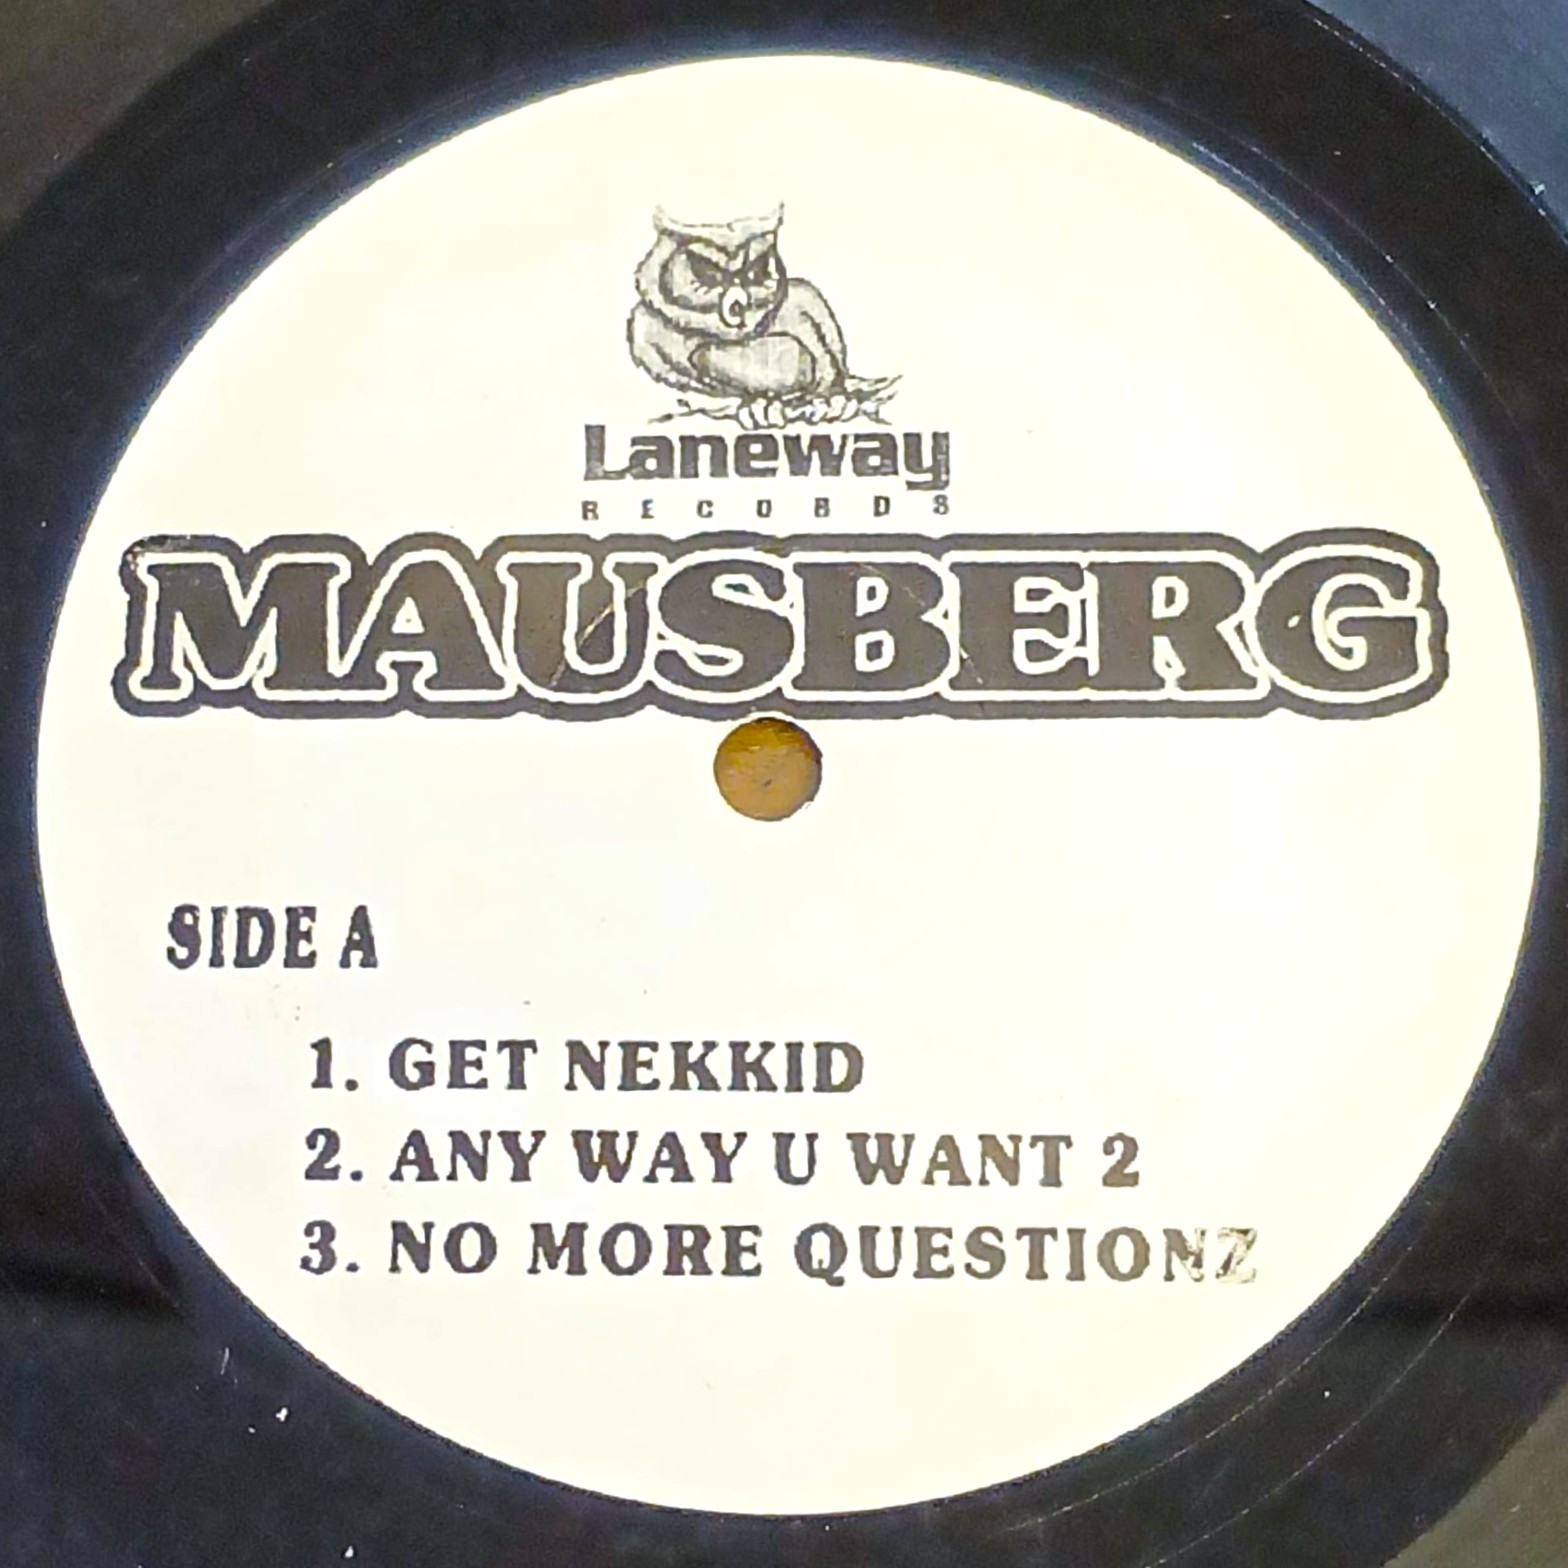 Laneway
RECORDS
MAUSBERG
SIDE A
1. GET NEKKID
2. ANY WAY U WANT 2
3. NO MORE QUESTIONZ